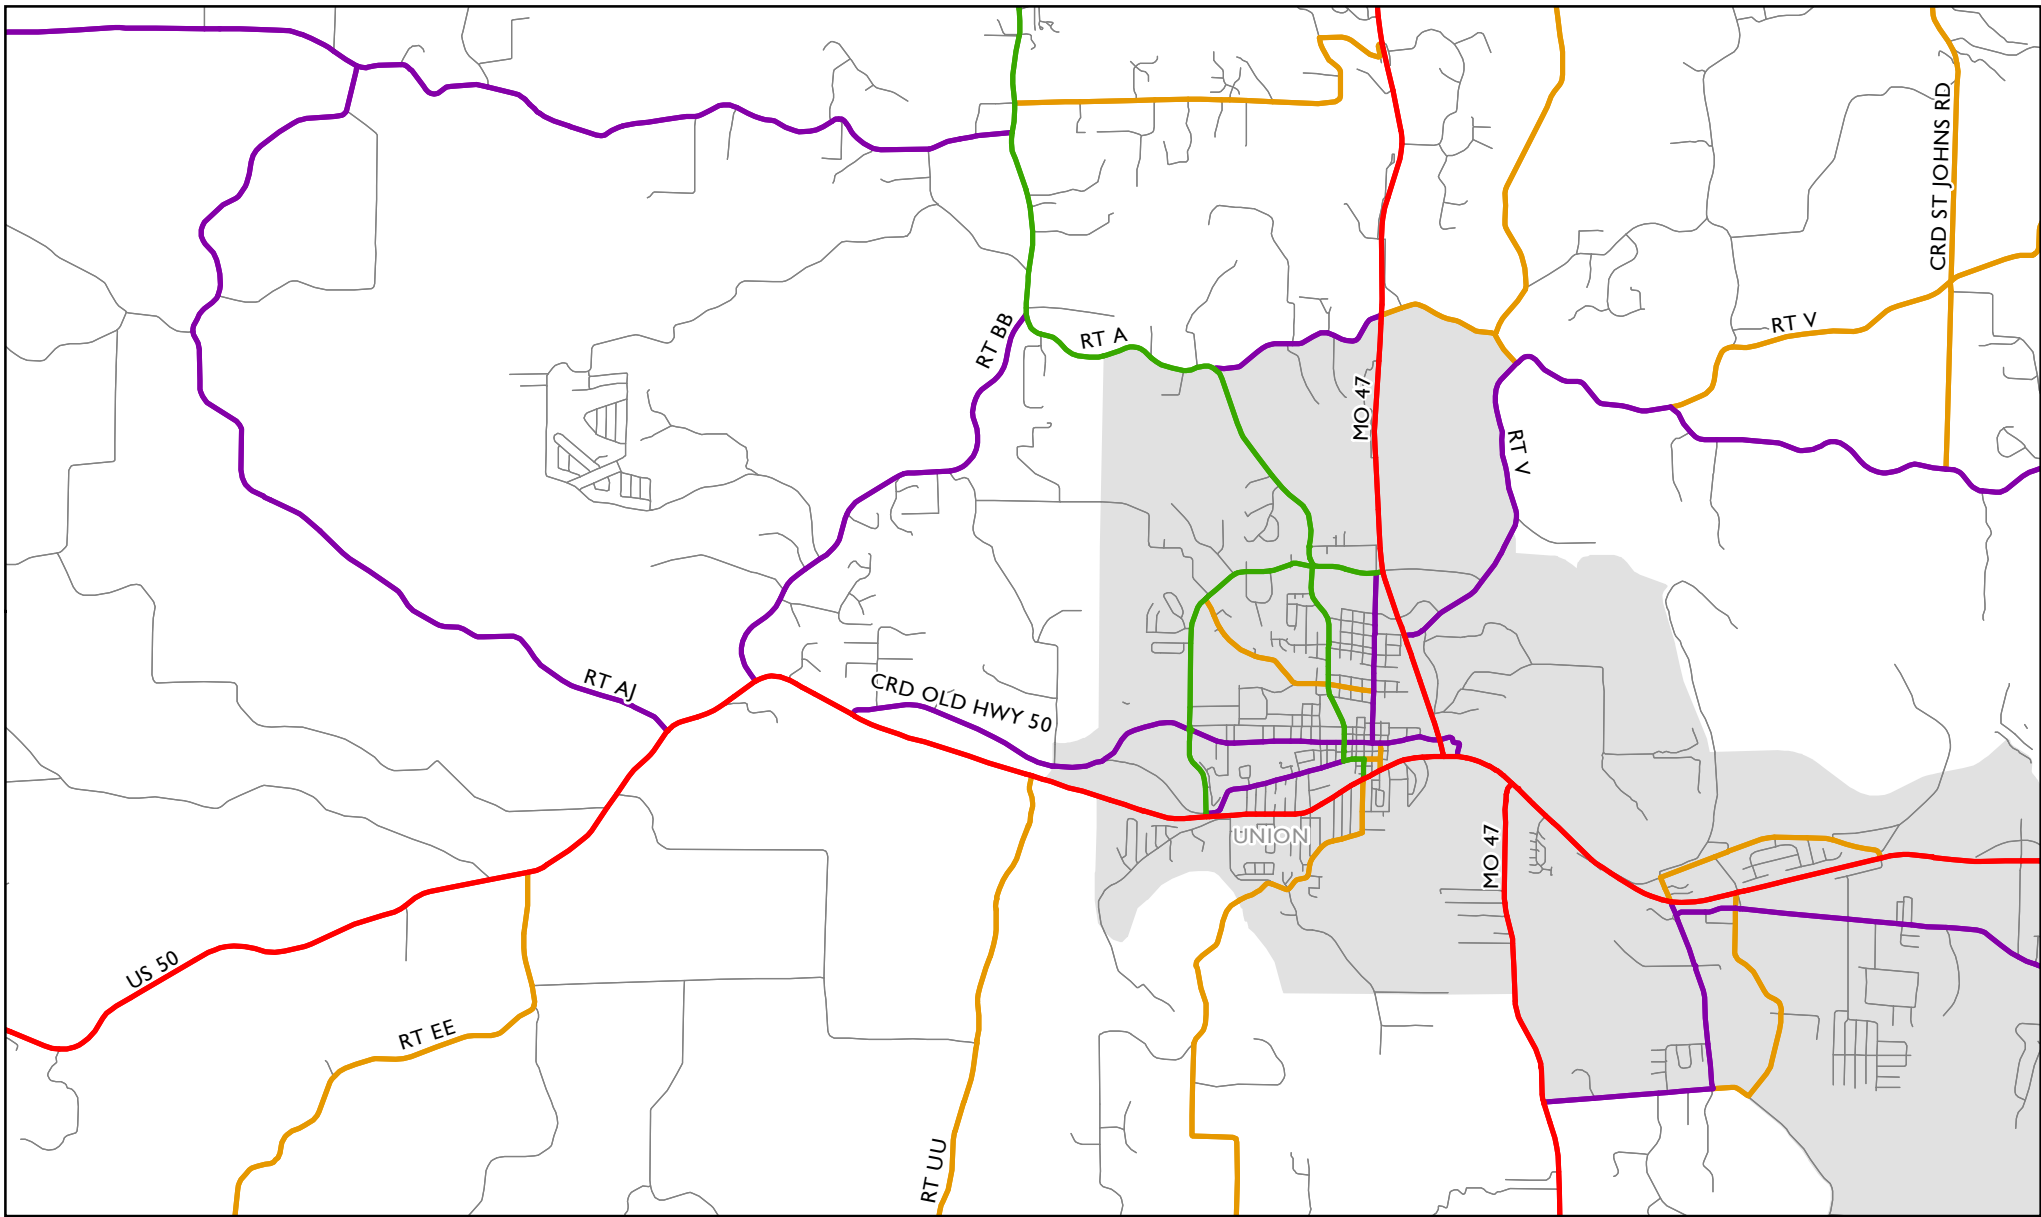 CRD ST JOHNS RD
RT V
RT BB
RT A
MO 47
RT V
RT AJ
CRD OLD HWY 50
UNION
MO 47
US 50
RT EE
RT UU